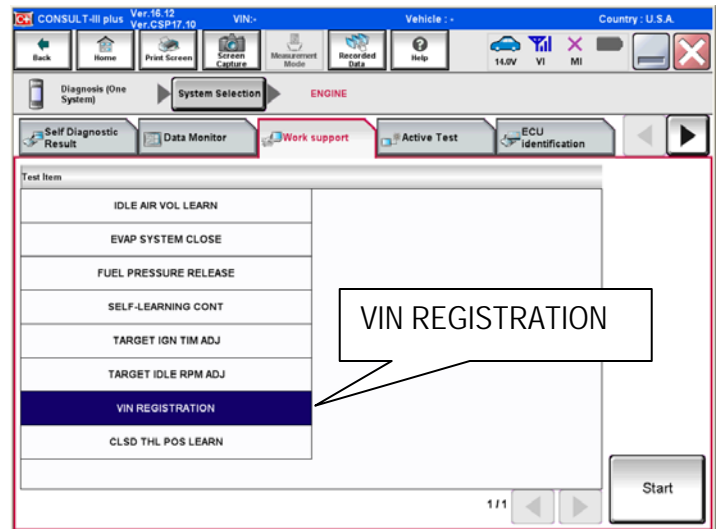 CONSULT-III plus Ver.16.12 Ver.CSP17.10 VIN:- Vehicle : - Country : U.S.A.
Back Home Print Screen Screen Capture Measurement Mode Recorded Data Help 14.0V VI MI
Diagnosis (One System) System Selection ENGINE
Self Diagnostic Result Data Monitor Work support Active Test ECU identification
Test Item
IDLE AIR VOL LEARN
EVAP SYSTEM CLOSE
FUEL PRESSURE RELEASE
SELF-LEARNING CONT
VIN REGISTRATION
TARGET IGN TIM ADJ
TARGET IDLE RPM ADJ
VIN REGISTRATION
CLSD THL POS LEARN
1/1
Start